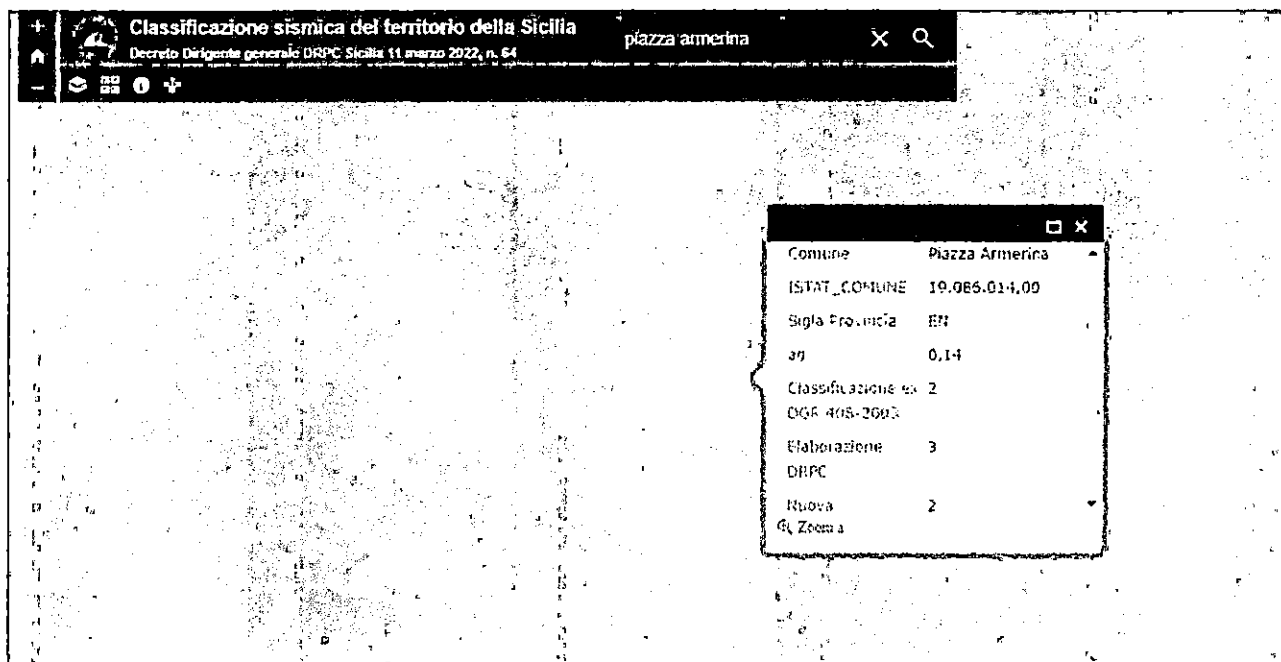 Classificazione sismica del territorio della Sicilia
Decreto Dirigente generale DRPC Sicilia 11 marzo 2022, n. 64
piazza armerina
Comune Piazza Armerina
ISTAT_COMUNE 19.086.014,00
Sigla Provincia EN
ag 0,14
Classificazione ex 2
DGR 408-2003
Elaborazione 3
DRPC
Nuova 2
Zoom a